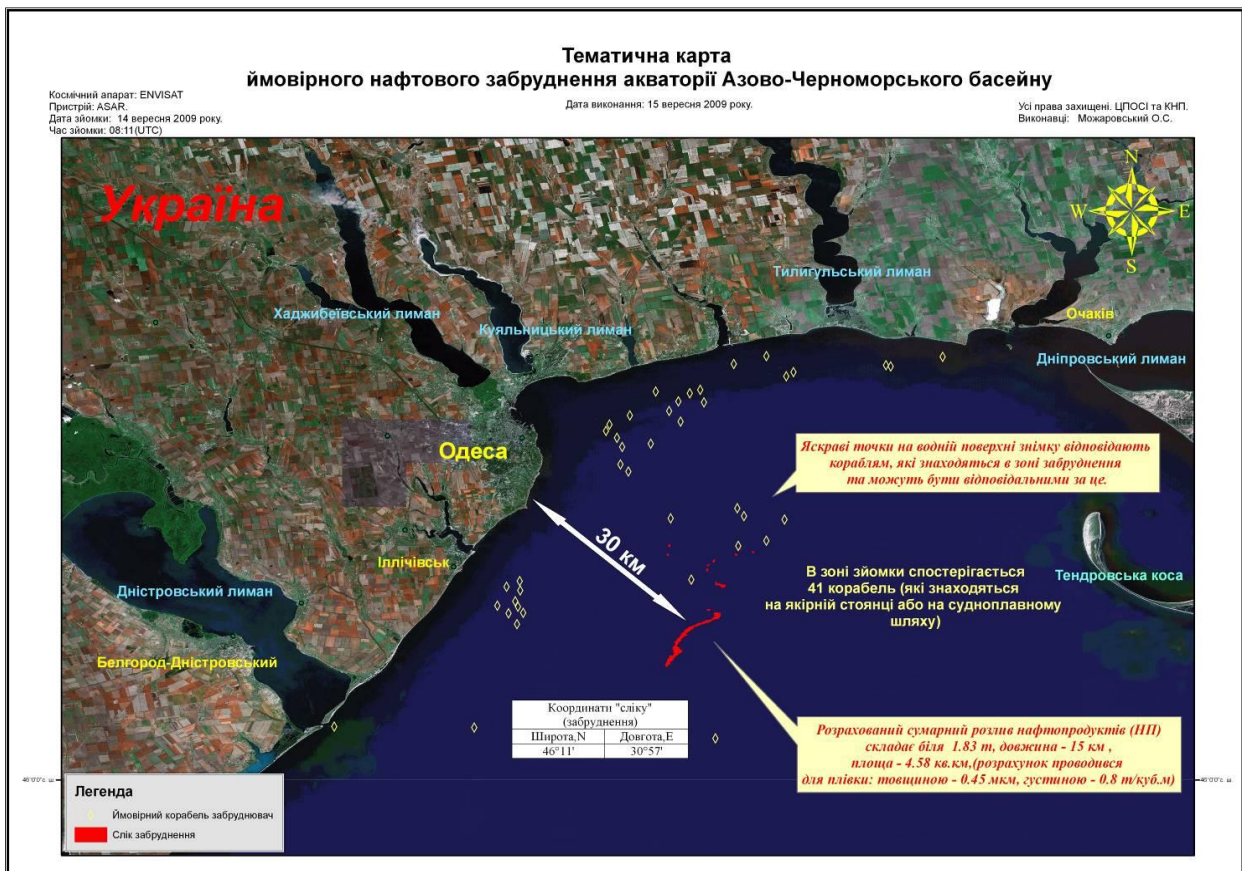 Тематична карта
ймовірного нафтового забруднення акваторії Азово-Черноморського басейну
Космічний апарат: ENVISAT
Пристрій: ASAR.
Дата зйомки: 14 вересня 2009 року.
Час зйомки: 08:11(UTC)
Дата виконання: 15 вересня 2009 року.
Усі права захищені. ЦПОСІ та КНП.
Виконавці: Можаровський О.С.
Україна
N
W
E
S
Тилигульський лиман
Хаджибеївський лиман
Куяльницький лиман
Очаків
Дніпровський лиман
Одеса
Яскраві точки на водній поверхні знімку відповідають
кораблям, які знаходяться в зоні забруднення
та можуть бути відповідальними за це.
30 км
Іллічівськ
В зоні зйомки спостерігається
41 корабель (які знаходяться
на якірній стоянці або на судноплавному
шляху)
Тендровська коса
Дністровський лиман
Белгород-Дністровський
Координати "сліку"
(забруднення)
Широта,N Довгота,E
46°11' 30°57'
Розрахований сумарний розлив нафтопродуктів (НП)
складає біля 1.83 т, довжина - 15 км ,
площа - 4.58 кв.км,(розрахунок проводився
для плівки: товщиною - 0.45 мкм, густиною - 0.8 т/куб.м)
46°0'0"с. ш.
46°0'0"с. ш.
Легенда
Ймовірний корабель забруднювач
Слік забруднення